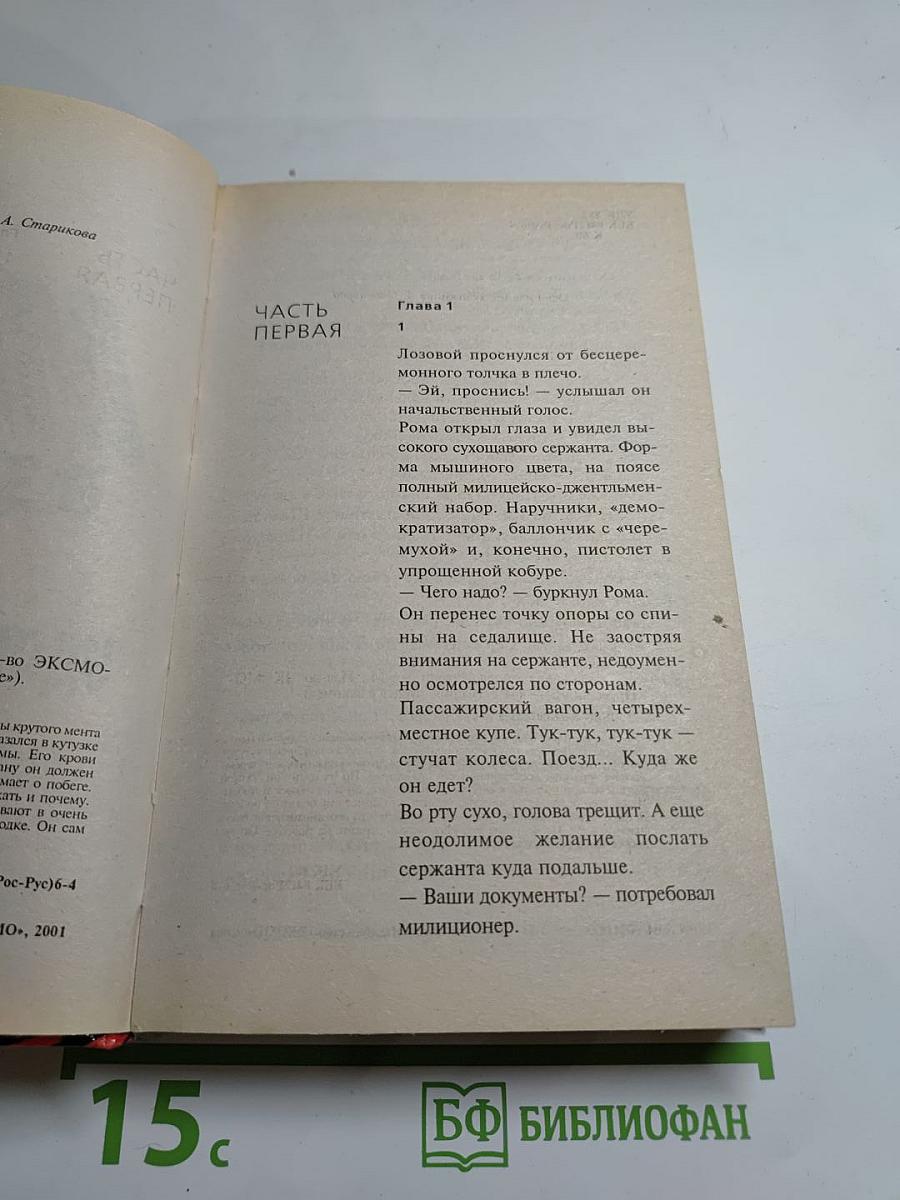 А. Старикова
-во ЭКСМО-
е»).
ы крутого мента
азался в кутузке
мы. Его крови
ану он должен
мает о побеге.
кать и почему.
вают в очень
одке. Он сам
Рос-Рус)6-4
МО», 2001
ЧАСТЬ
ПЕРВАЯ
Глава 1
1
Лозовой проснулся от бесцере-
монного толчка в плечо.
— Эй, проснись! — услышал он
начальственный голос.
Рома открыл глаза и увидел вы-
сокого сухощавого сержанта. Фор-
ма мышиного цвета, на поясе
полный милицейско-джентльмен-
ский набор. Наручники, «демо-
кратизатор», баллончик с «чере-
мухой» и, конечно, пистолет в
упрощенной кобуре.
— Чего надо? — буркнул Рома.
Он перенес точку опоры со спи-
ны на седалище. Не заостряя
внимания на сержанте, недоумен-
но осмотрелся по сторонам.
Пассажирский вагон, четырех-
местное купе. Тук-тук, тук-тук —
стучат колеса. Поезд... Куда же
он едет?
Во рту сухо, голова трещит. А еще
неодолимое желание послать
сержанта куда подальше.
— Ваши документы? — потребовал
милиционер.
15 с
БФ БИБЛИОФАН